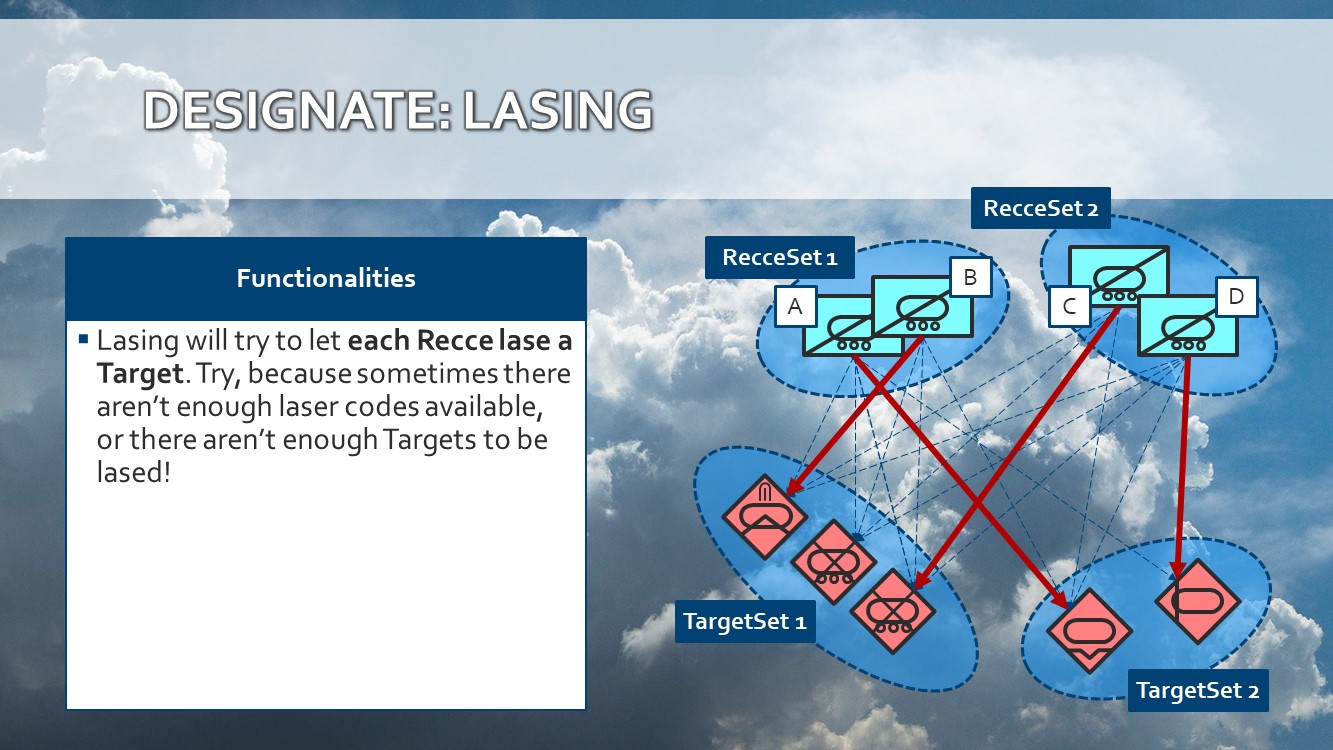 DESIGNATE: LASING
RecceSet 2
RecceSet 1
Functionalities
A
B
C
D
▪ Lasing will try to let each Recce lase a
Target. Try, because sometimes there
aren’t enough laser codes available,
or there aren’t enough Targets to be
lased!
TargetSet 1
TargetSet 2